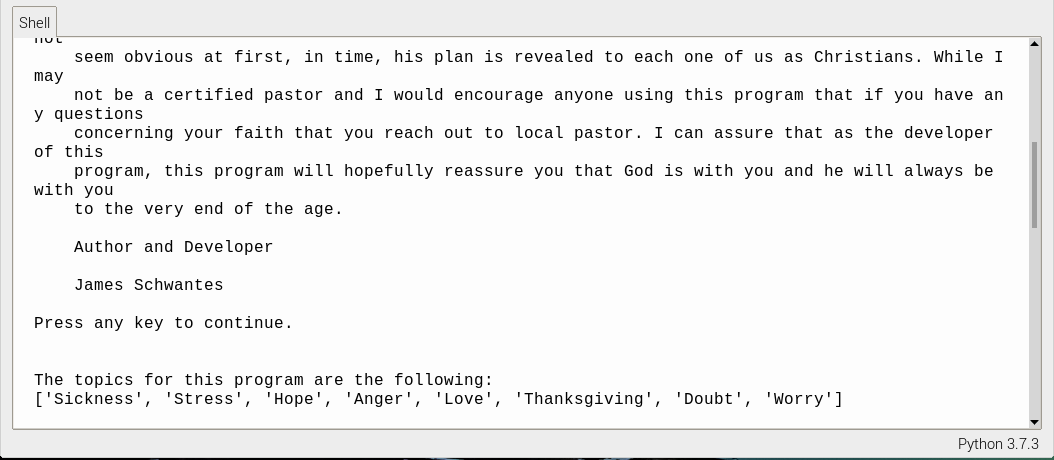 Shell
not
seem obvious at first, in time, his plan is revealed to each one of us as Christians. While I
may
not be a certified pastor and I would encourage anyone using this program that if you have an
y questions
concerning your faith that you reach out to local pastor. I can assure that as the developer
of this
program, this program will hopefully reassure you that God is with you and he will always be
with you
to the very end of the age.
Author and Developer
James Schwantes
Press any key to continue.
The topics for this program are the following:
['Sickness', 'Stress', 'Hope', 'Anger', 'Love', 'Thanksgiving', 'Doubt', 'Worry']
Python 3.7.3